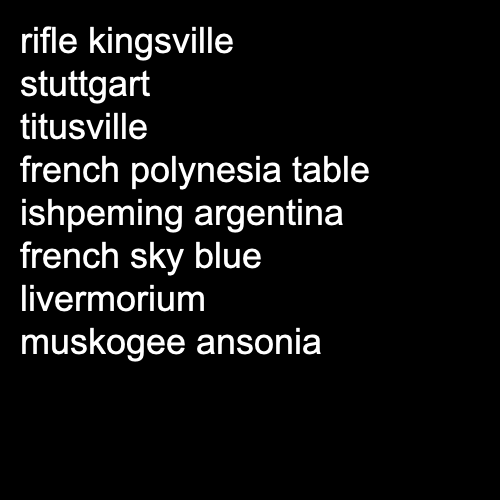 rifle kingsville
stuttgart
titusville
french polynesia table
ishpeming argentina
french sky blue
livermorium
muskogee ansonia